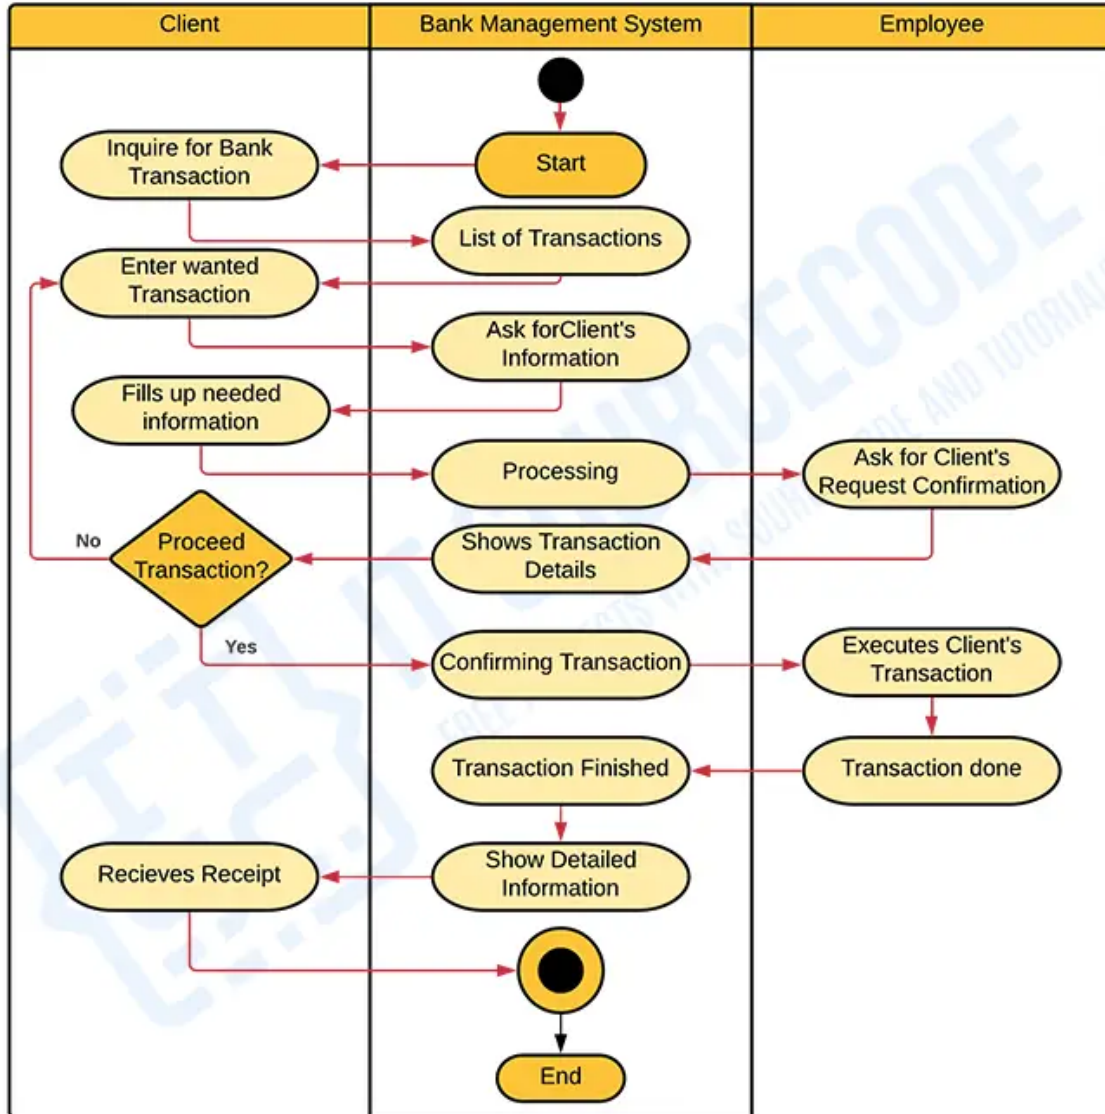 Client
Bank Management System
Employee
Start
Inquire for Bank
Transaction
List of Transactions
Enter wanted
Transaction
Ask forClient's
Information
Fills up needed
information
Processing
Ask for Client's
Request Confirmation
Shows Transaction
Details
Proceed
Transaction?
No
Yes
Confirming Transaction
Executes Client's
Transaction
Transaction done
Transaction Finished
Show Detailed
Information
Recieves Receipt
End
SOURCECODE